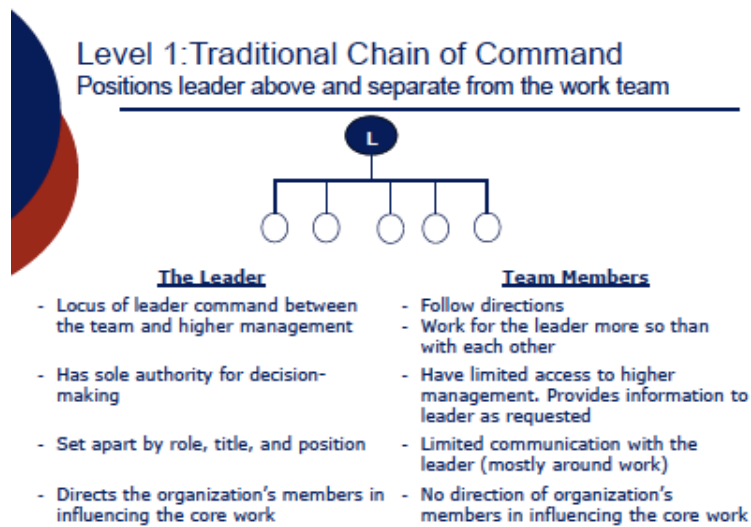 Level 1:Traditional Chain of Command
Positions leader above and separate from the work team
L
The Leader
- Locus of leader command between
the team and higher management
- Has sole authority for decision-
making
- Set apart by role, title, and position
- Directs the organization's members in
influencing the core work
Team Members
- Follow directions
- Work for the leader more so than
with each other
- Have limited access to higher
management. Provides information to
leader as requested
- Limited communication with the
leader (mostly around work)
- No direction of organization's
members in influencing the core work